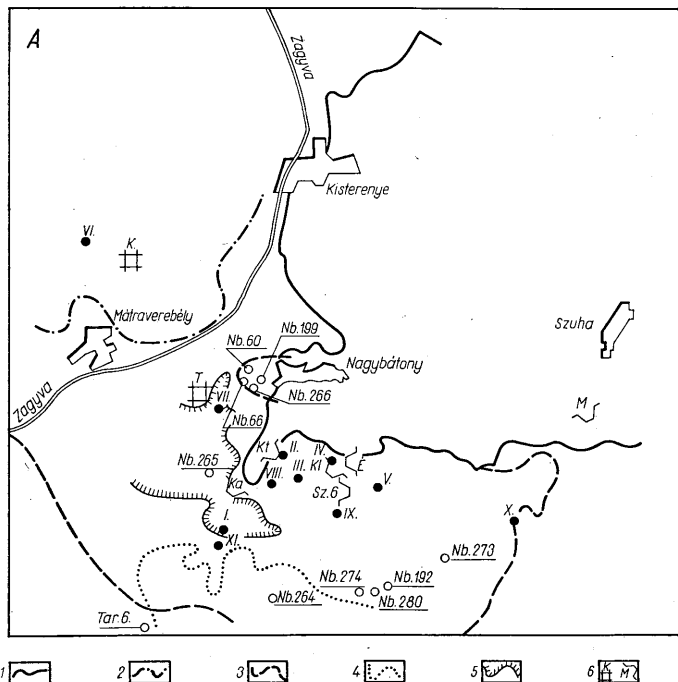 A
Zagyva
Kisterenye
VI.
K.
Mátraverebély
Szuha
Nb.60
Nb.199
Nagybátony
Zagyva
T
VII.
Nb.266
M
Nb.66
Kt
II.
IV.
Kl
E
Nb.265
VIII.
III.
V.
Ka
Sz.6
I.
IX.
X.
XI.
Nb.273
Nb.274
Nb.192
Nb.264
Nb.280
Tar.6.
1
2
3
4
5
6
K
M